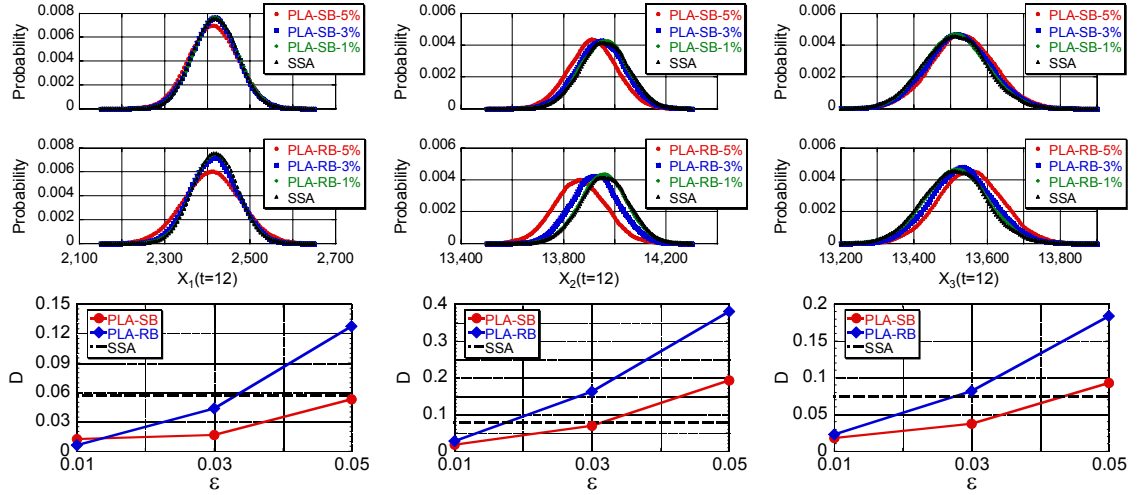 0.008
0.006
0.004
0.002
0
Probability
PLA-SB-5%
PLA-SB-3%
PLA-SB-1%
SSA
0.006
0.004
0.002
0
Probability
PLA-SB-5%
PLA-SB-3%
PLA-SB-1%
SSA
0.006
0.004
0.002
0
Probability
PLA-SB-5%
PLA-SB-3%
PLA-SB-1%
SSA
0.008
0.006
0.004
0.002
0
Probability
PLA-RB-5%
PLA-RB-3%
PLA-RB-1%
SSA
2,100 2,300 2,500 2,700
X₁(t=12)
0.006
0.004
0.002
0
Probability
PLA-RB-5%
PLA-RB-3%
PLA-RB-1%
SSA
13,400 13,800 14,200
X₂(t=12)
0.006
0.004
0.002
0
Probability
PLA-RB-5%
PLA-RB-3%
PLA-RB-1%
SSA
13,200 13,400 13,600 13,800
X₃(t=12)
0.15
0.12
0.09
0.06
0.03
0
D
PLA-SB
PLA-RB
SSA
0.01 0.03 0.05
ε
0.4
0.3
0.2
0.1
0
D
PLA-SB
PLA-RB
SSA
0.01 0.03 0.05
ε
0.2
0.15
0.1
0.05
0
D
PLA-SB
PLA-RB
SSA
0.01 0.03 0.05
ε